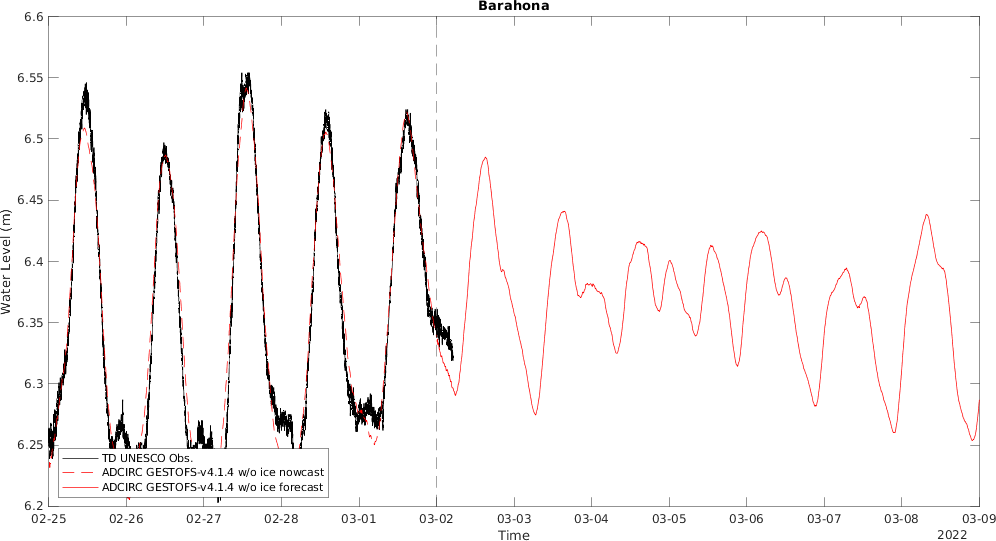 Barahona
Water Level (m)
6.6
6.55
6.5
6.45
6.4
6.35
6.3
6.25
6.2
TD UNESCO Obs.
ADCIRC GESTOFS-v4.1.4 w/o ice nowcast
ADCIRC GESTOFS-v4.1.4 w/o ice forecast
02-25 02-26 02-27 02-28 03-01 03-02 03-03 03-04 03-05 03-06 03-07 03-08 03-09
Time
2022